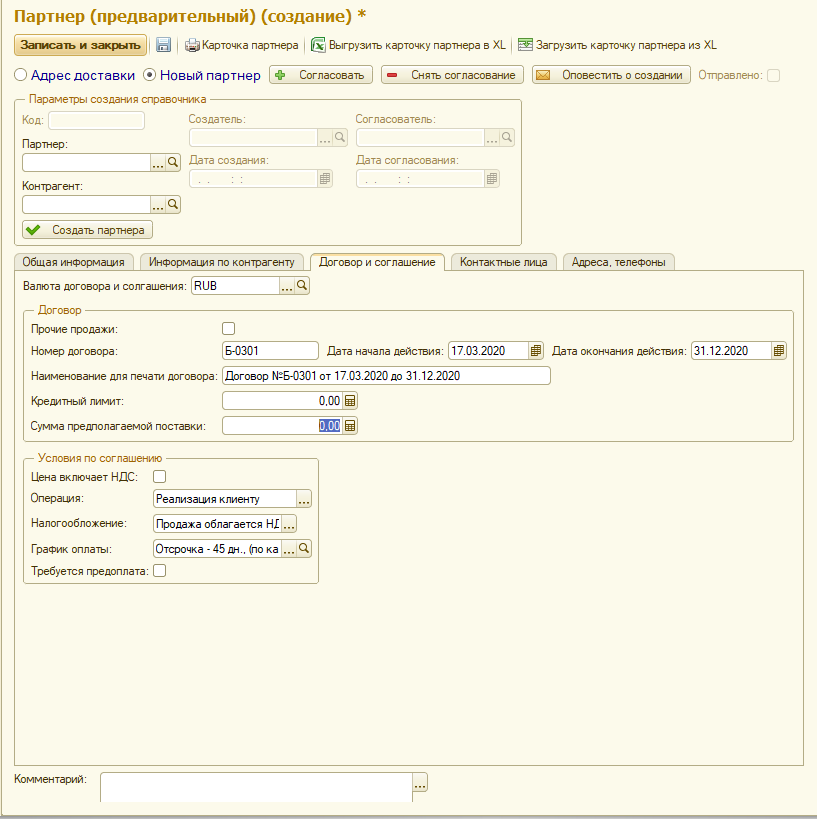 Партнер (предварительный) (создание) *
Записать и закрыть Карточка партнера Выгрузить карточку партнера в XL Загрузить карточку партнера из XL
Адрес доставки Новый партнер Согласовать Снять согласование Оповестить о создании Отправлено:
Параметры создания справочника
Код: Создатель: Согласователь:
Партнер:
Дата создания: Дата согласования:
. . : : . . : :
Контрагент:
Создать партнера
Общая информация Информация по контрагенту Договор и соглашение Контактные лица Адреса, телефоны
Валюта договора и солгашения: RUB
Договор
Прочие продажи:
Номер договора: Б-0301 Дата начала действия: 17.03.2020 Дата окончания действия: 31.12.2020
Наименование для печати договора: Договор №Б-0301 от 17.03.2020 до 31.12.2020
Кредитный лимит: 0,00
Сумма предполагаемой поставки: 0,00
Условия по соглашению
Цена включает НДС:
Операция: Реализация клиенту ...
Налогообложение: Продажа облагается НД ...
График оплаты: Отсрочка - 45 дн., (по ка ...
Требуется предоплата:
Комментарий: ...